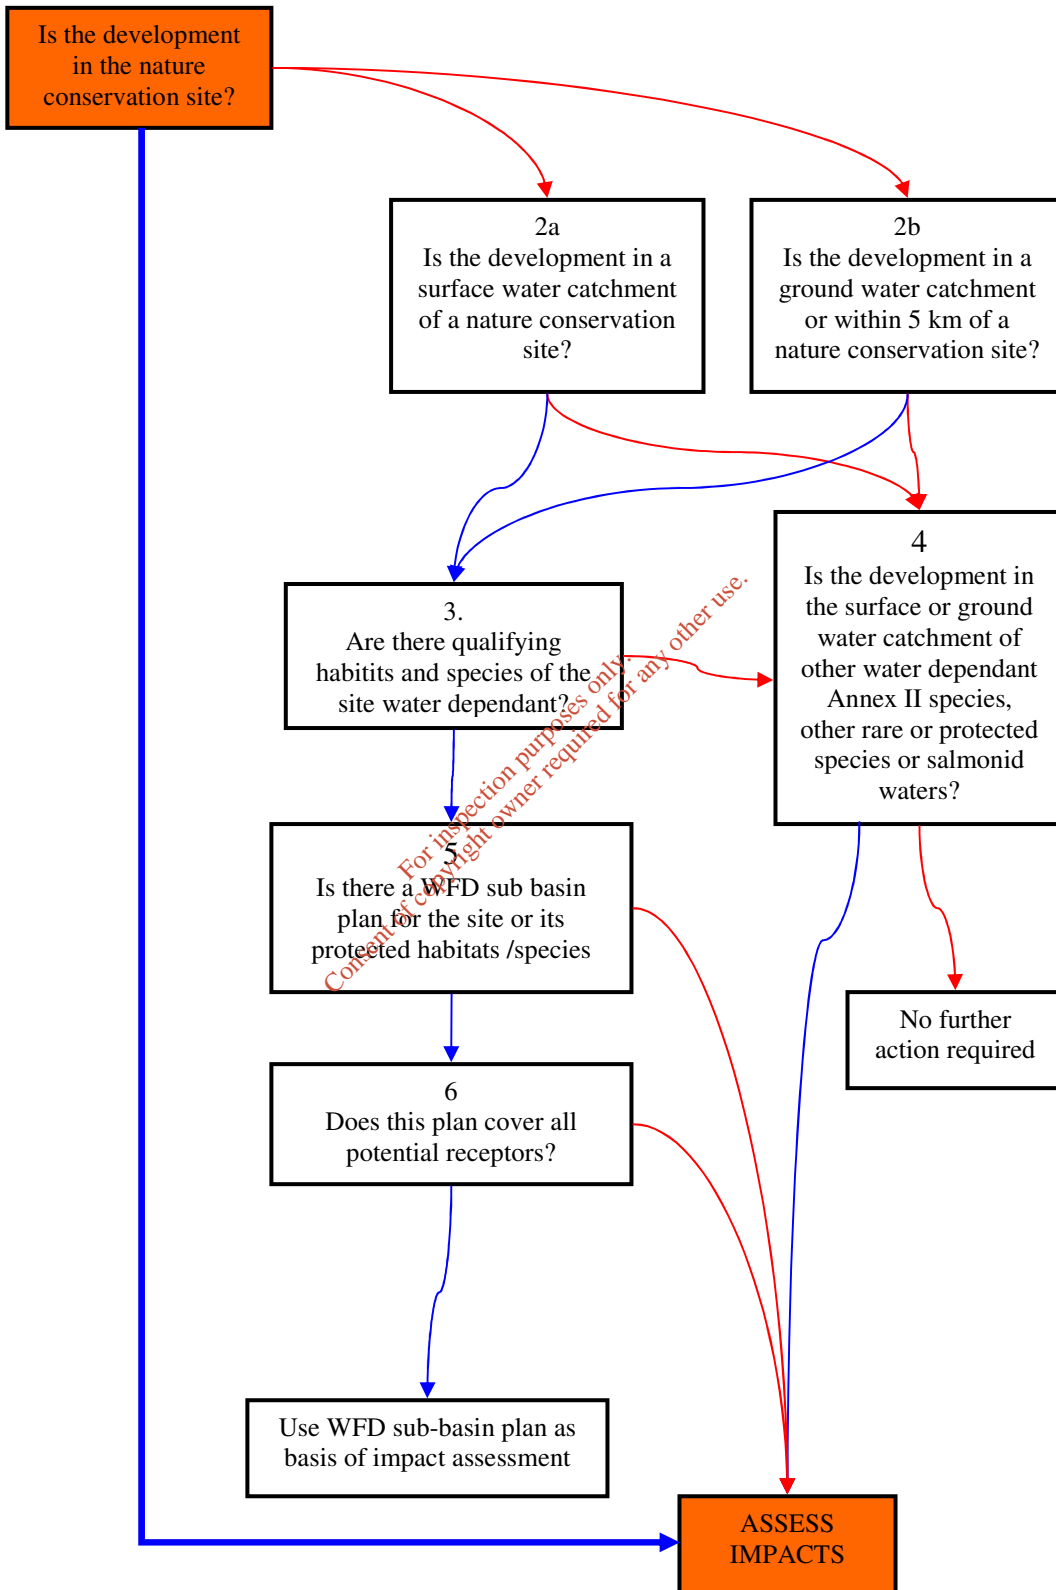 Is the development
in the nature
conservation site?
2a
Is the development in a
surface water catchment
of a nature conservation
site?
2b
Is the development in a
ground water catchment
or within 5 km of a
nature conservation site?
3.
Are there qualifying
habitits and species of the
site water dependant?
4
Is the development in
the surface or ground
water catchment of
other water dependant
Annex II species,
other rare or protected
species or salmonid
waters?
For inspection purposes only.
Consent of copyright owner required for any other use.
5
Is there a WFD sub basin
plan for the site or its
protected habitats /species
No further
action required
6
Does this plan cover all
potential receptors?
Use WFD sub-basin plan as
basis of impact assessment
ASSESS
IMPACTS